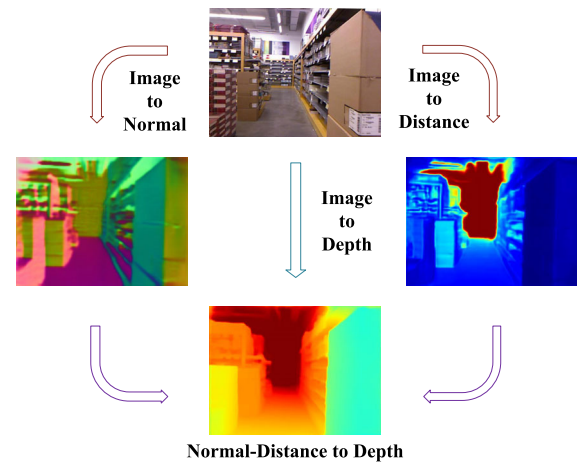 Image
to
Normal
Image
to
Distance
Image
to
Depth
Normal-Distance to Depth